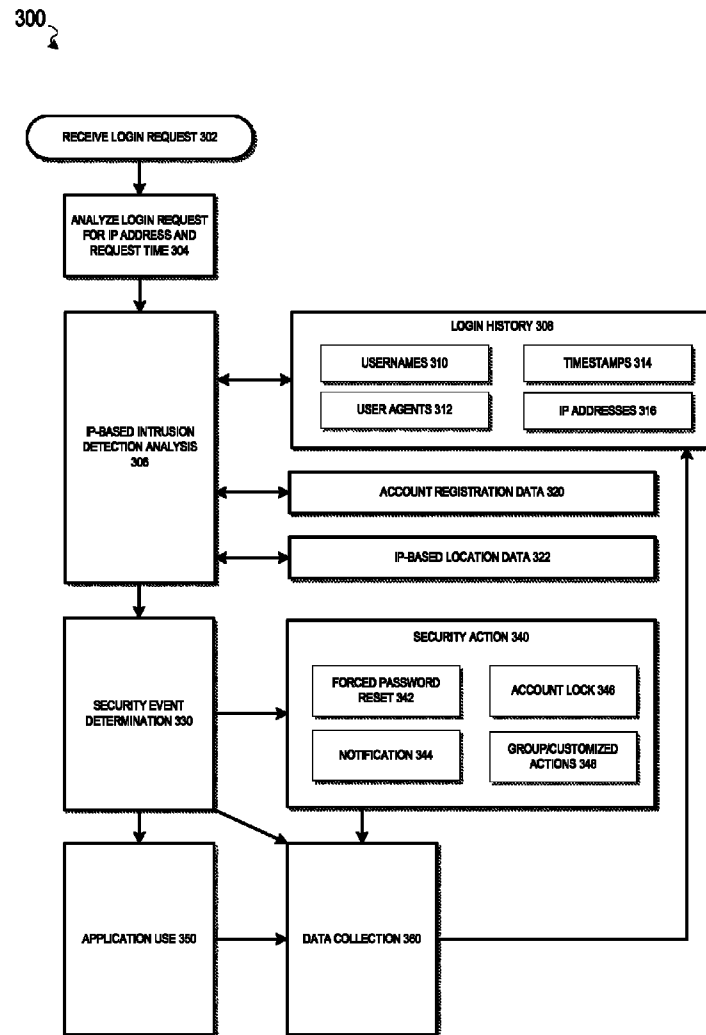 300
RECEIVE LOGIN REQUEST 302
ANALYZE LOGIN REQUEST
FOR IP ADDRESS AND
REQUEST TIME 304
LOGIN HISTORY 308
USERNAMES 310
TIMESTAMPS 314
USER AGENTS 312
IP ADDRESSES 316
IP-BASED INTRUSION
DETECTION ANALYSIS
306
ACCOUNT REGISTRATION DATA 320
IP-BASED LOCATION DATA 322
SECURITY ACTION 340
FORCED PASSWORD
RESET 342
ACCOUNT LOCK 346
SECURITY EVENT
DETERMINATION 330
NOTIFICATION 344
GROUP/CUSTOMIZED
ACTIONS 348
APPLICATION USE 350
DATA COLLECTION 360